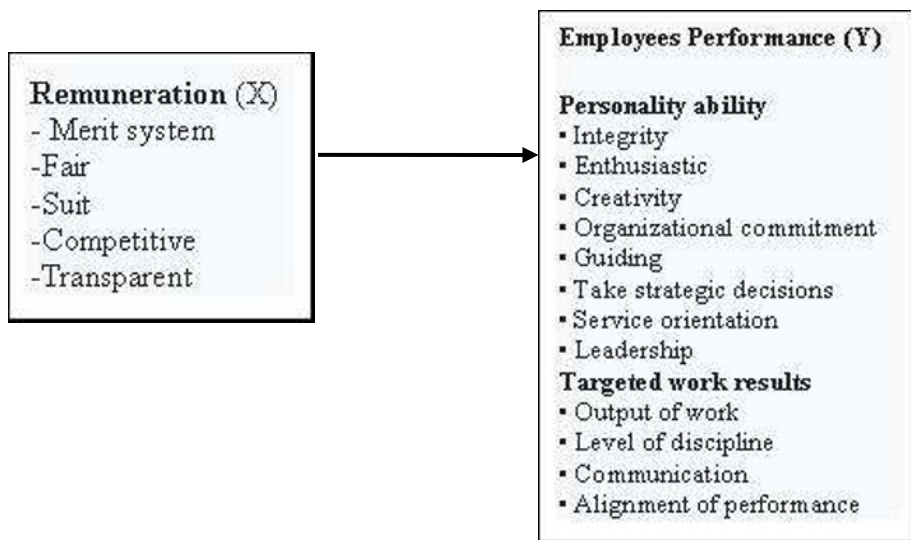 Remuneration (X)
- Merit system
-Fair
-Suit
-Competitive
-Transparent
Employees Performance (Y)
Personality ability
▪ Integrity
▪ Enthusiastic
▪ Creativity
▪ Organizational commitment
▪ Guiding
▪ Take strategic decisions
▪ Service orientation
▪ Leadership
Targeted work results
▪ Output of work
▪ Level of discipline
▪ Communication
▪ Alignment of performance